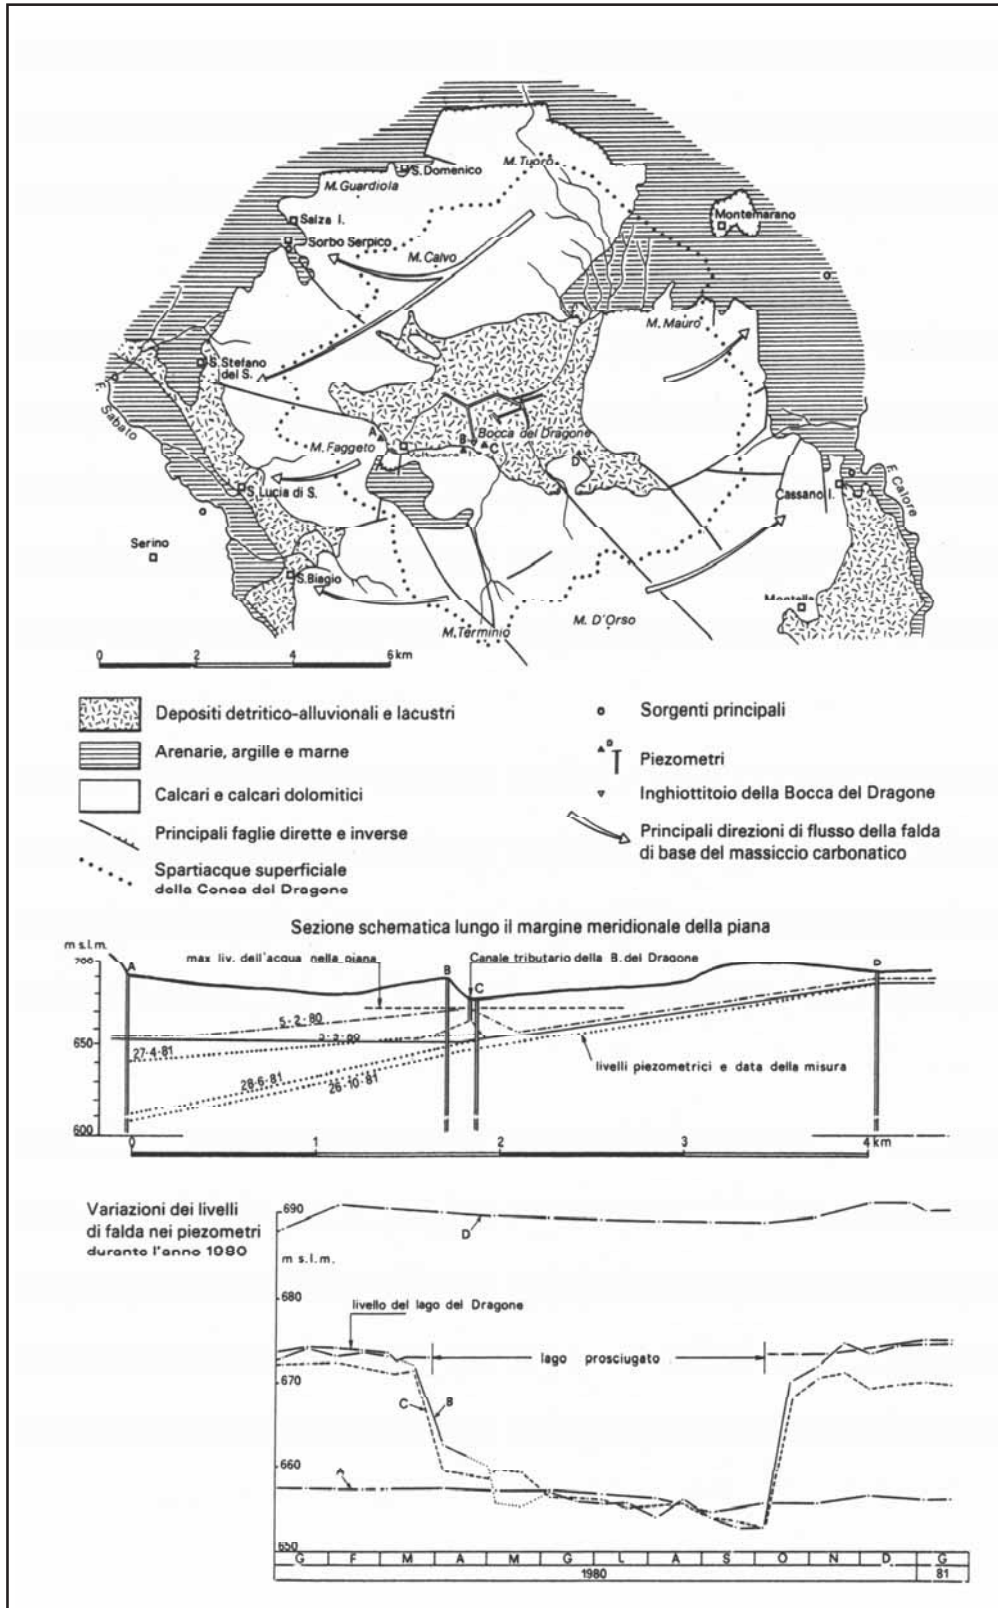 M. Tuoro
S. Domenico
M. Guardiola
Salza I.
Montemarano
Sorbo Serpico
M. Calvo
M. Mauro
S. Stefano
del S.
F. Sabato
A
B
Bocca del Dragone
M. Faggeto
C
D
S. Lucia di S.
Cassano I.
F. Calore
Serino
S. Biagio
Montella
M. D'Orso
M. Terminio
0 2 4 6 km
Depositi detritico-alluvionali e lacustri
Sorgenti principali
Arenarie, argille e marne
Piezometri
Calcari e calcari dolomitici
Inghiottitoio della Bocca del Dragone
Principali faglie dirette e inverse
Principali direzioni di flusso della falda
di base del massiccio carbonatico
Spartiacque superficiale
della Conca del Dragone
Sezione schematica lungo il margine meridionale della piana
m s.l.m.
700
A
max liv. dell'acqua nella piana
B
Canale tributario della B. del Dragone
C
D
5-2-80
650
27-4-81
livelli piezometrici e data della misura
28-6-81
26-10-81
600
0 1 2 3 4 km
Variazioni dei livelli
di falda nei piezometri
durante l'anno 1980
690
D
m s.l.m.
680
livello del lago del Dragone
lago prosciugato
670
C
B
660
A
650
G F M A M G L A S O N D G
1980 81